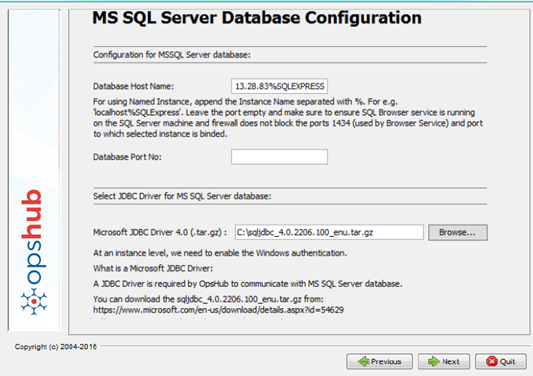 MS SQL Server Database Configuration
Configuration for MSSQL Server database:
Database Host Name:
13.28.83%SQLEXPRESS
For using Named Instance, append the Instance Name separated with %. For e.g.
'localhost%SQLExpress'. Leave the port empty and make sure to ensure SQL Browser service is running
on the SQL Server machine and firewall does not block the ports 1434 (used by Browser Service) and port
to which selected instance is binded.
Database Port No:
Select JDBC Driver for MS SQL Server database:
Microsoft JDBC Driver 4.0 (.tar.gz) :
C:\sqljdbc_4.0.2206.100_enu.tar.gz
Browse...
At an instance level, we need to enable the Windows authentication.
What is a Microsoft JDBC Driver:
A JDBC Driver is required by OpsHub to communicate with MS SQL Server database.
You can download the sqljdbc_4.0.2206.100_enu.tar.gz from:
https://www.microsoft.com/en-us/download/details.aspx?id=54629
opshub
Copyright (c) 2004-2016
Previous
Next
Quit